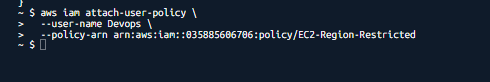 }
~ $ aws iam attach-user-policy \
>   --user-name Devops \
>   --policy-arn arn:aws:iam::035885606706:policy/EC2-Region-Restricted
~ $